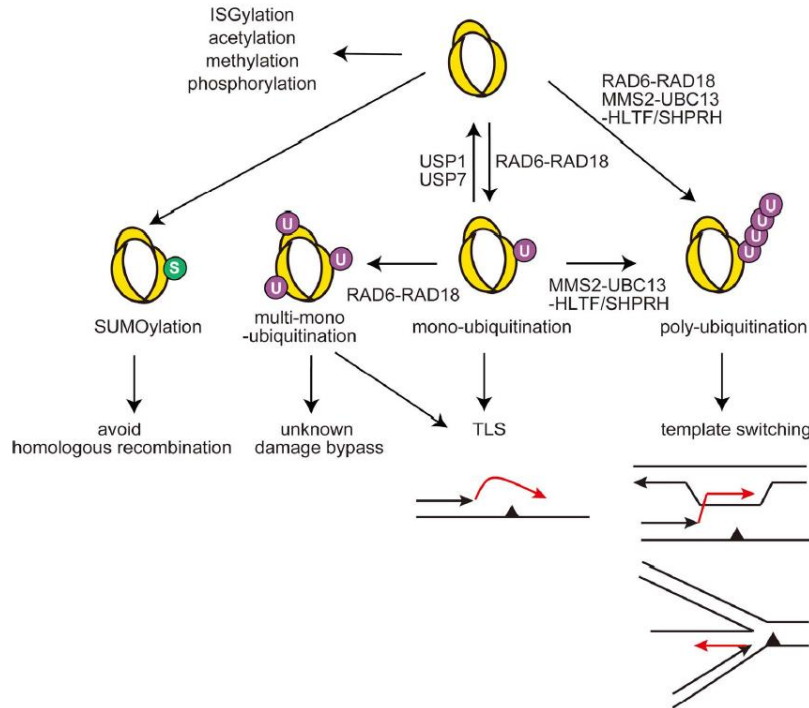 ISGylation
acetylation
methylation
phosphorylation
RAD6-RAD18
MMS2-UBC13
-HLTF/SHPRH
USP1
USP7
RAD6-RAD18
U
U
U
U
U
U
U
U
S
RAD6-RAD18
MMS2-UBC13
-HLTF/SHPRH
SUMOylation
multi-mono
-ubiquitination
mono-ubiquitination
poly-ubiquitination
avoid
homologous recombination
unknown
damage bypass
TLS
template switching